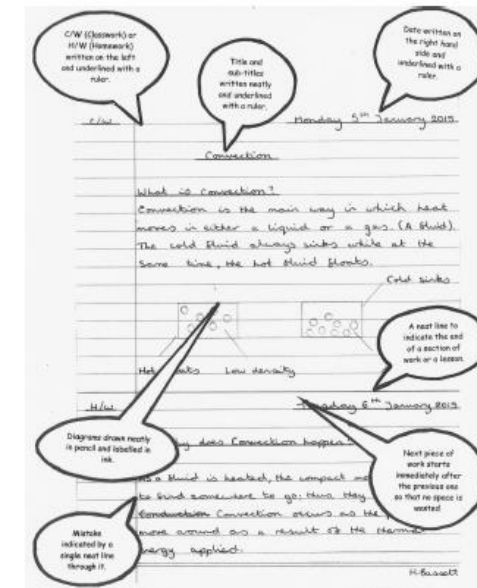 C/W (Classwork) or
H/W (Homework)
written on the left
and underlined with a
ruler.
Title and
sub-titles
written neatly
and underlined
with a ruler.
Date written on
the right hand
side and
underlined with a
ruler.
C/W
Monday 5th January 2015
Convection
What is Convection?
Convection is the main way in which heat
moves in either a liquid or a gas. (A fluid).
The cold fluid always sinks while at the
same time, the hot fluid floats.
Cold sinks
Low density
A neat line to
indicate the end
of a section of
work or a lesson.
H/W
6th January 2015
Diagrams drawn neatly
in pencil and labelled in
ink.
does Convection happen?
Next piece of
work starts
immediately after
the previous one
so that no space is
wasted
a fluid is heated, the compact
to find somewhere to go: thus they
Conduction Convection occurs as the
move around as a result of the
applied.
Mistake
indicated by a
single neat line
through it.
H.Bassett